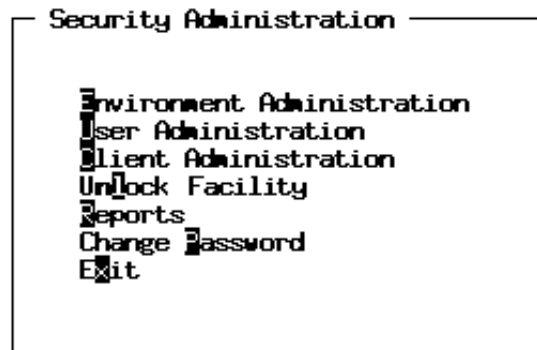 Security Administration
Environment Administration
User Administration
Client Administration
UnLock Facility
Reports
Change Password
Exit